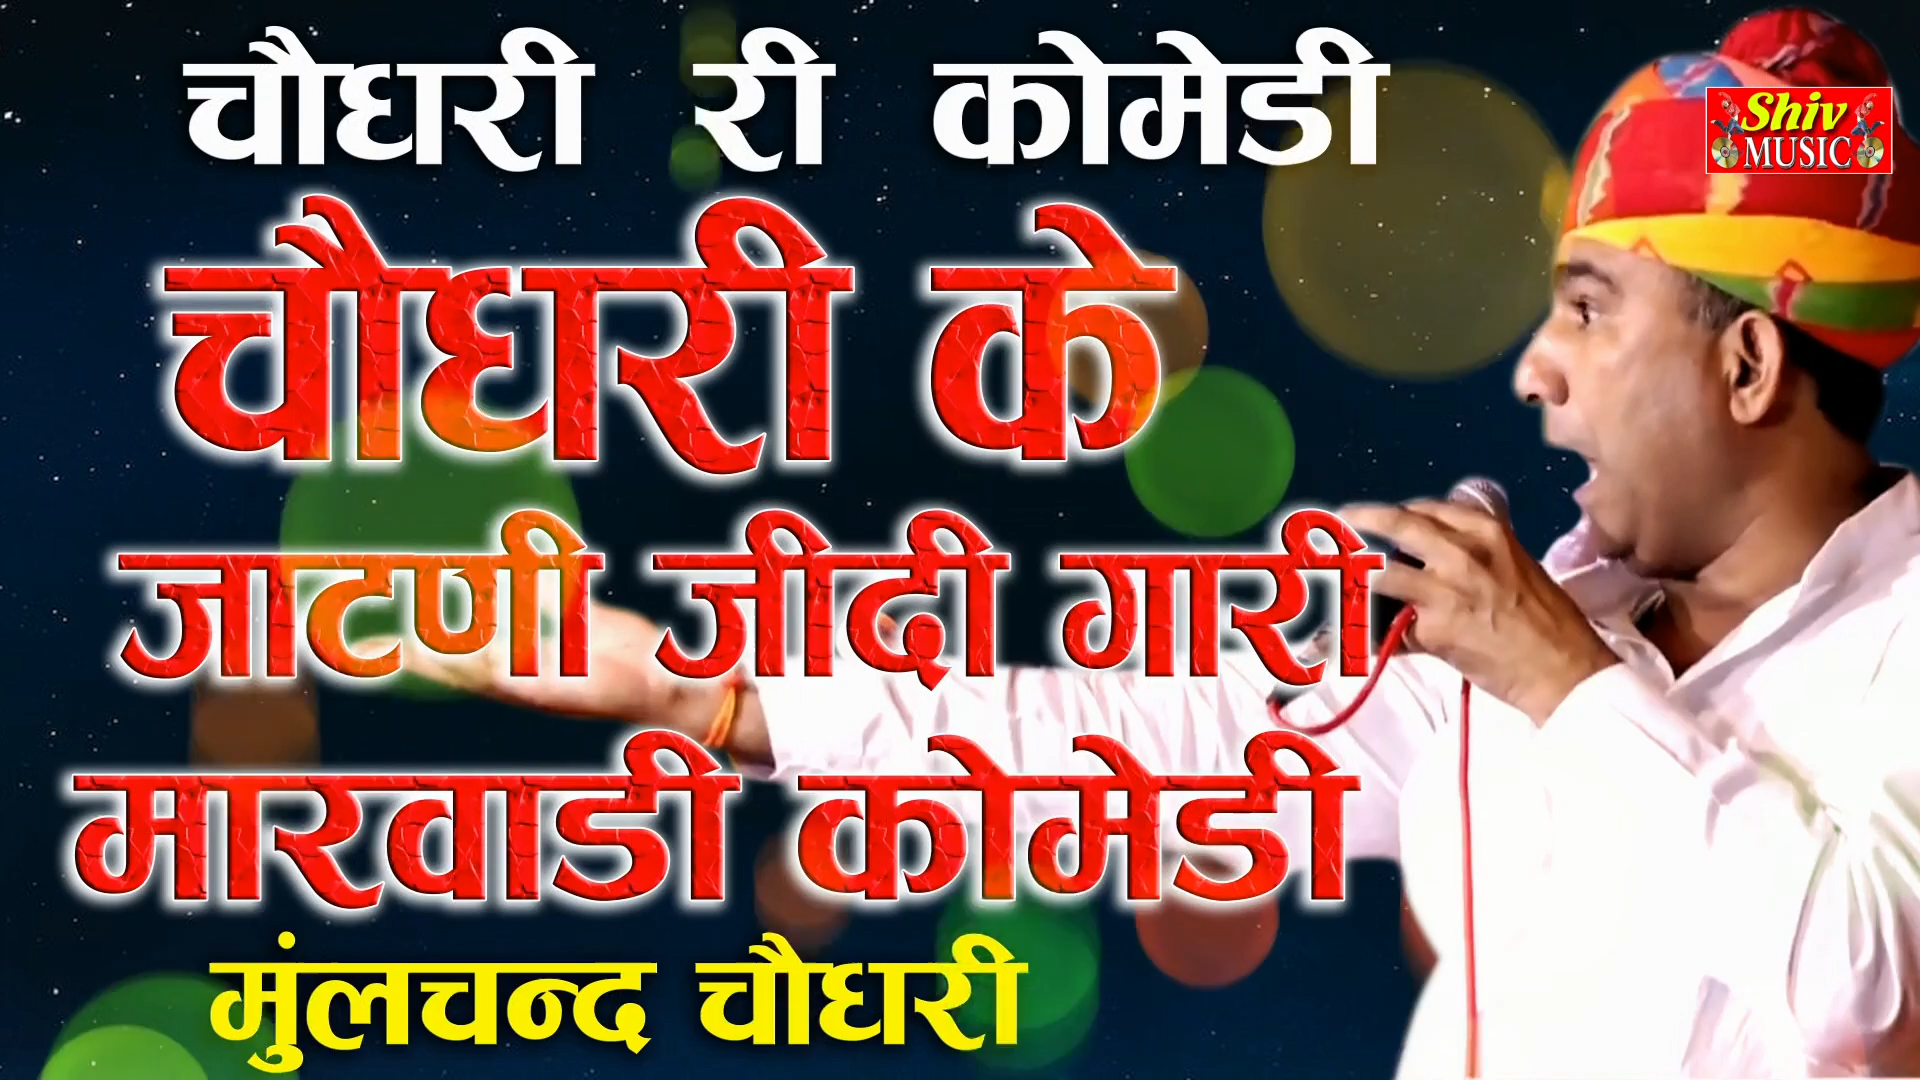 चौधरी री कोमेडी
Shiv
MUSIC
चौधरी के
जाटणी जीदी गारी
मारवाडी कोमेडी
मुंलचन्द चौधरी